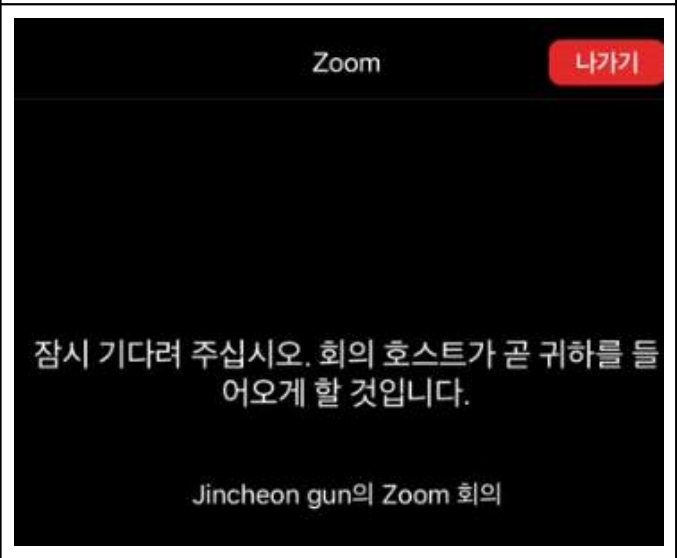 Zoom
나가기
잠시 기다려 주십시오. 회의 호스트가 곧 귀하를 들
어오게 할 것입니다.
Jincheon gun의 Zoom 회의